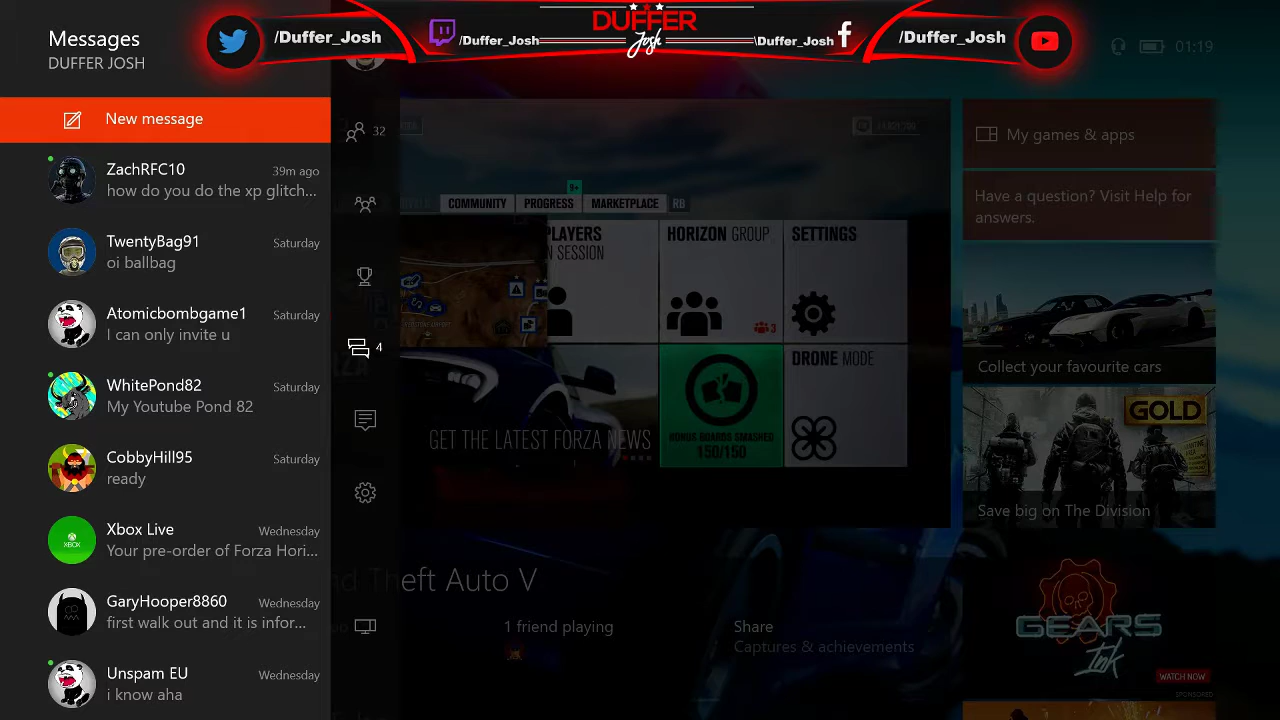 Messages
DUFFER JOSH
/Duffer_Josh
/Duffer_Josh
DUFFER
Josh
\Duffer_Josh
/Duffer_Josh
01:19
New message
ZachRFC10
39m ago
how do you do the xp glitch...
TwentyBag91
Saturday
oi ballbag
Atomicbombgame1
Saturday
I can only invite u
WhitePond82
Saturday
My Youtube Pond 82
CobbyHill95
Saturday
ready
Xbox Live
Wednesday
Your pre-order of Forza Hori...
GaryHooper8860
Wednesday
first walk out and it is infor...
Unspam EU
Wednesday
i know aha
32
4
COMMUNITY
PROGRESS
9+
MARKETPLACE
RB
PLAYERS
IN SESSION
HORIZON GROUP
3
SETTINGS
GET THE LATEST FORZA NEWS
BONUS BOARDS SMASHED
150/150
DRONE MODE
My games & apps
Have a question? Visit Help for
answers.
Collect your favourite cars
GOLD
Save big on The Division
d Theft Auto V
1 friend playing
Share
Captures & achievements
GEARS
Ink
WATCH NOW
SPONSORED